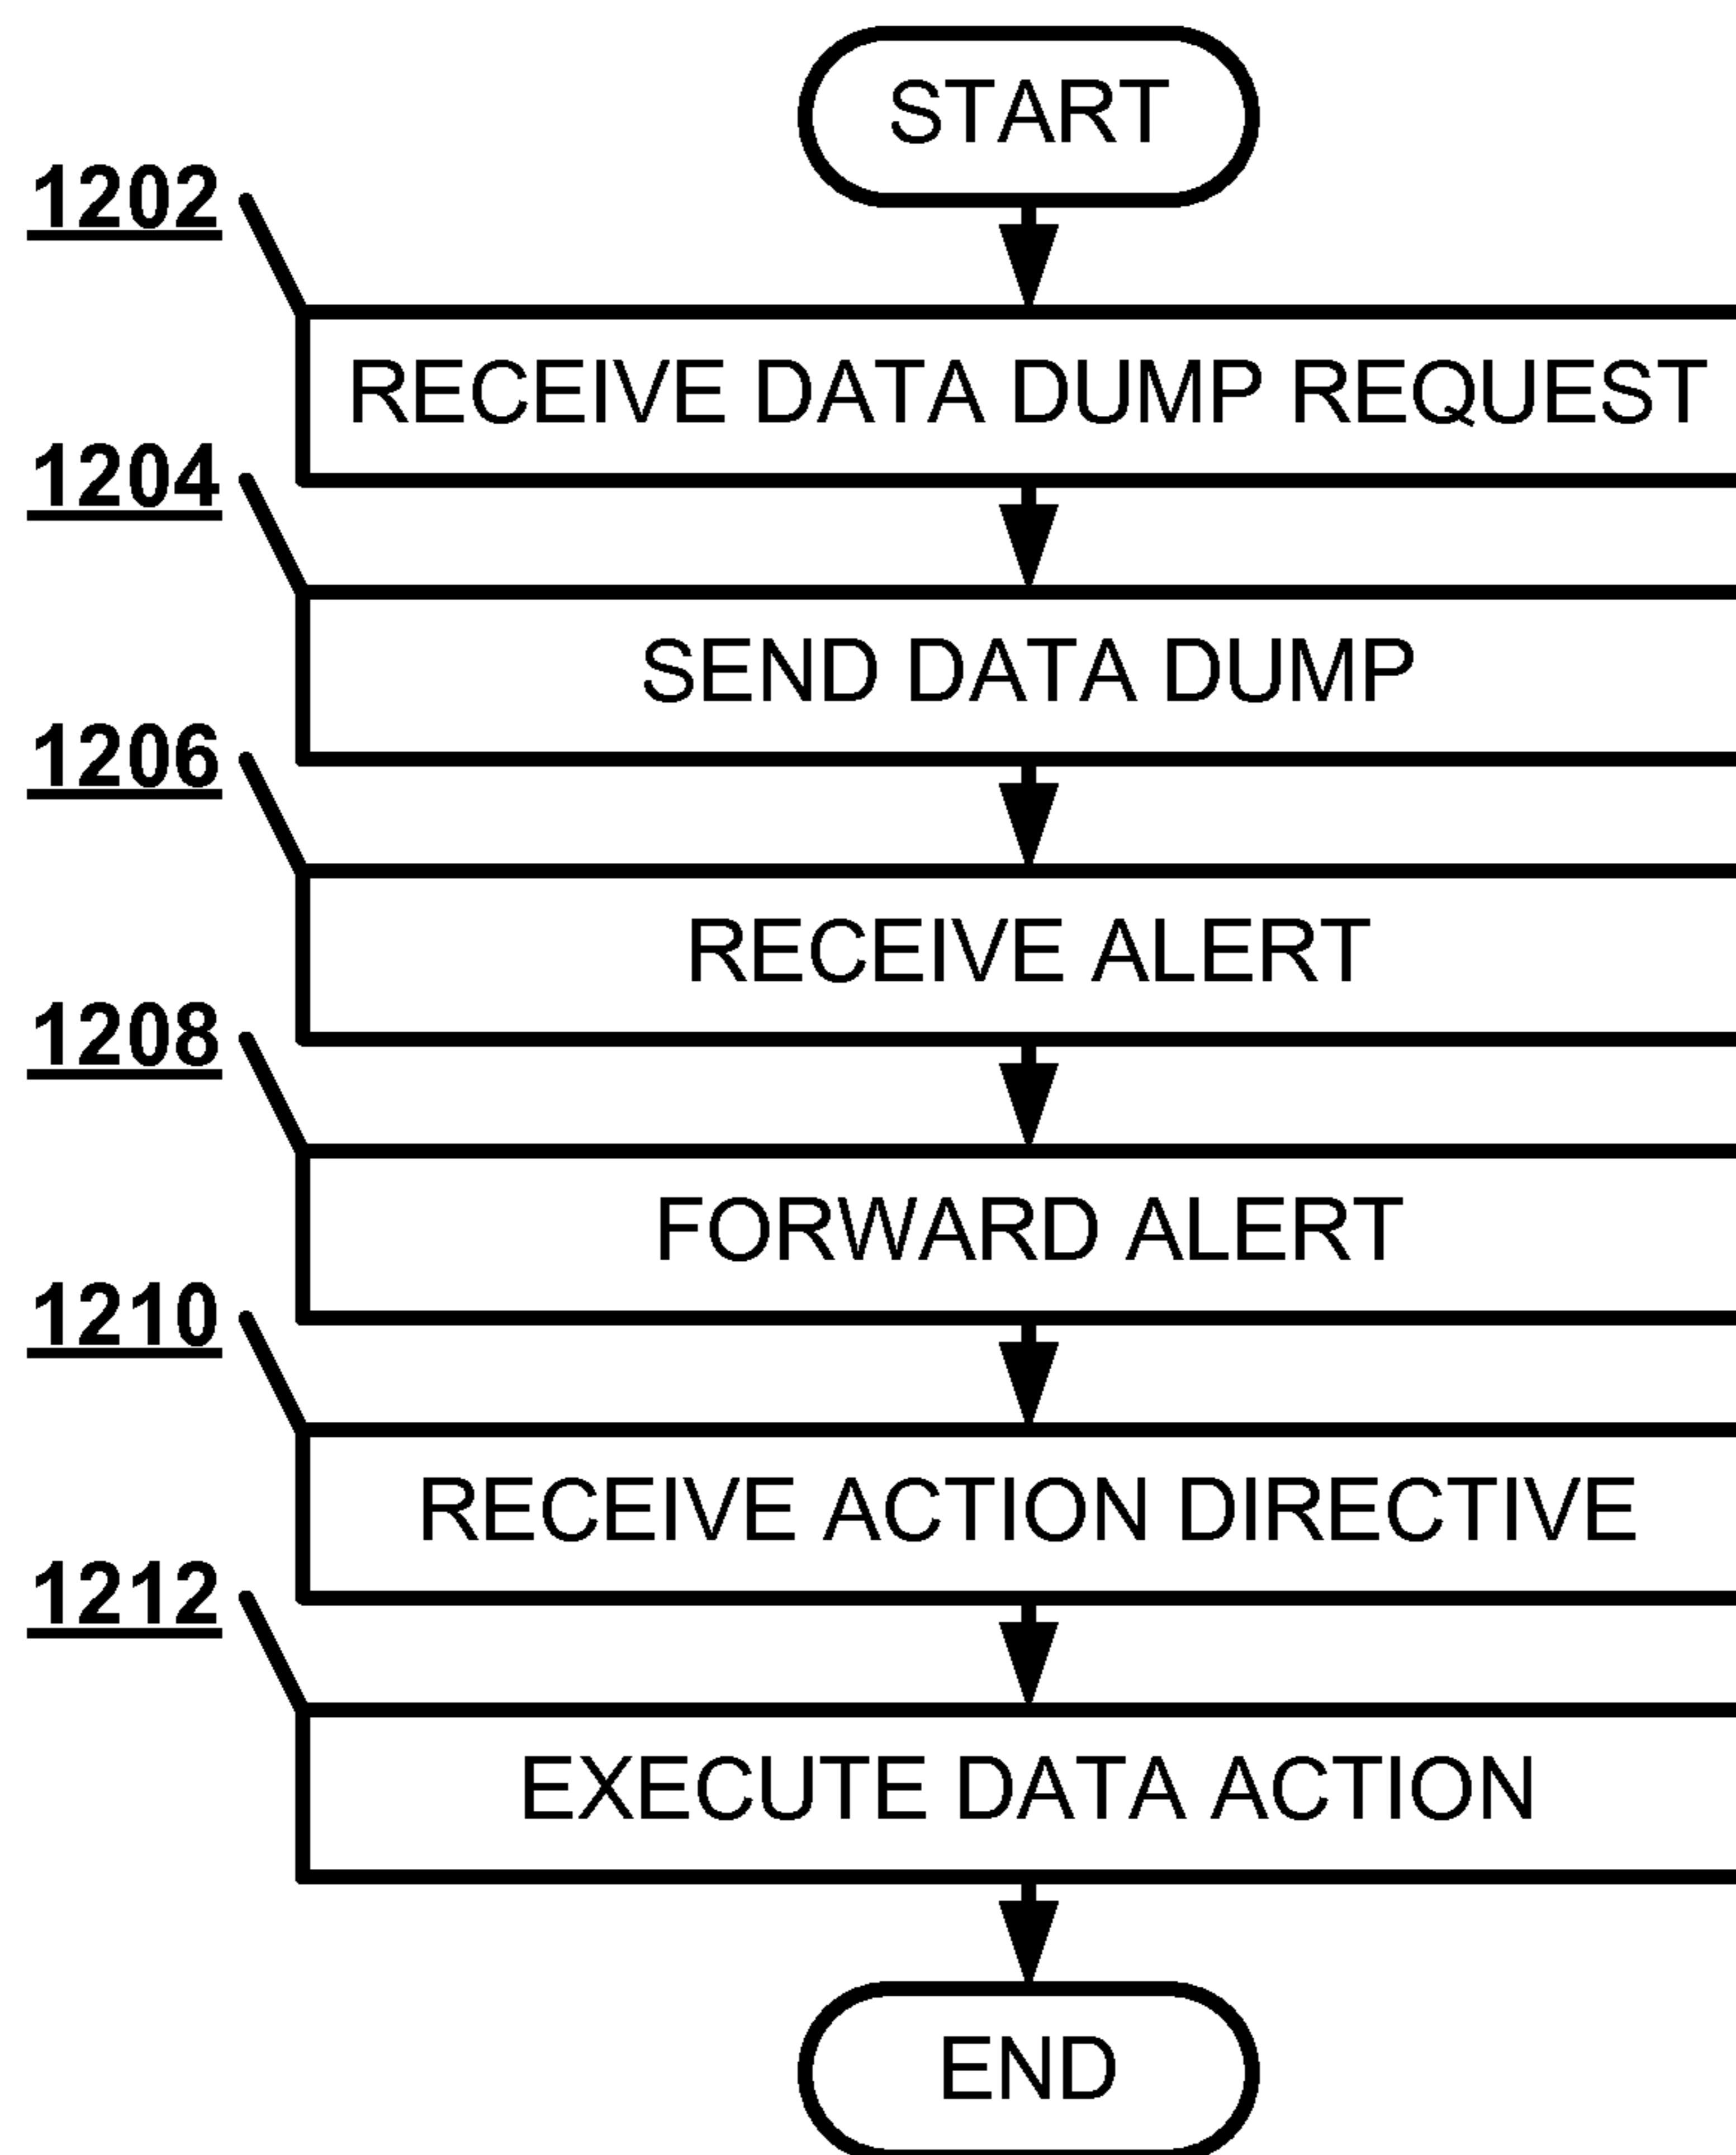 START
1202
RECEIVE DATA DUMP REQUEST
1204
SEND DATA DUMP
1206
RECEIVE ALERT
1208
FORWARD ALERT
1210
RECEIVE ACTION DIRECTIVE
1212
EXECUTE DATA ACTION
END